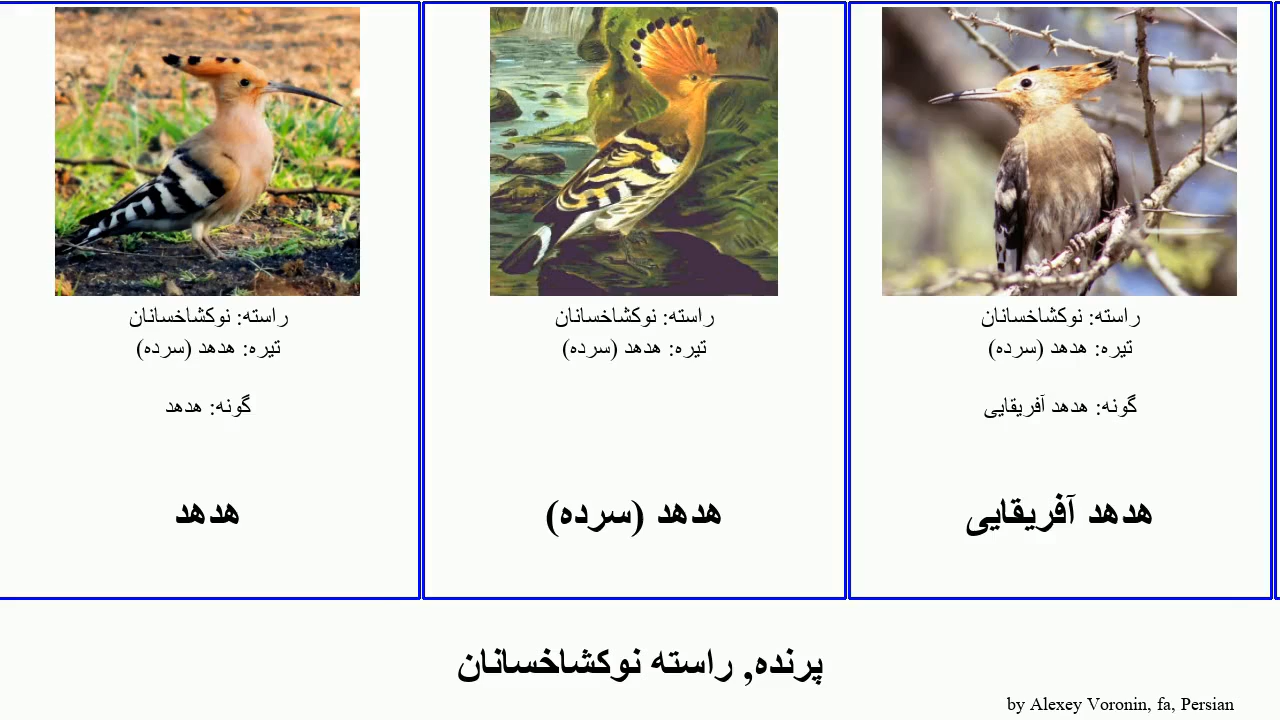 راسته: نوکشاخسانان
تیره: هدهد (سرده)
گونه: هدهد
هدهد
راسته: نوکشاخسانان
تیره: هدهد (سرده)
هدهد (سرده)
راسته: نوکشاخسانان
تیره: هدهد (سرده)
گونه: هدهد آفریقایی
هدهد آفریقایی
پرنده, راسته نوکشاخسانان
by Alexey Voronin, fa, Persian